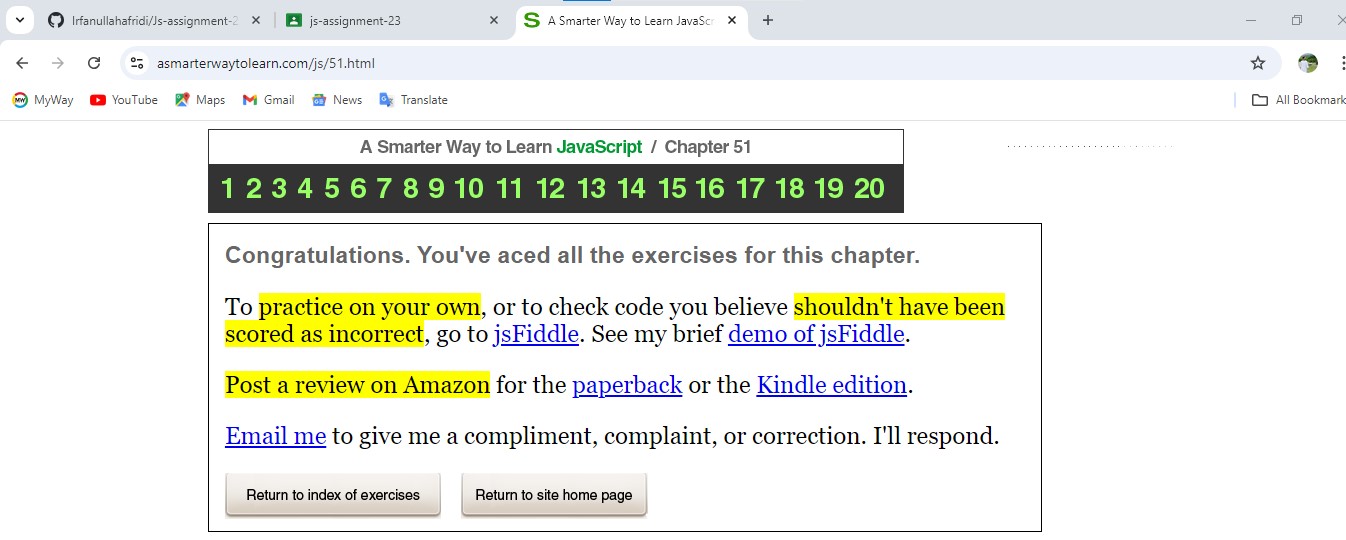 Irfanullahafridi/Js-assignment-2
js-assignment-23
A Smarter Way to Learn JavaScr
asmarterwaytolearn.com/js/51.html
MyWay YouTube Maps Gmail News Translate All Bookmark
A Smarter Way to Learn JavaScript / Chapter 51
1 2 3 4 5 6 7 8 9 10 11 12 13 14 15 16 17 18 19 20
Congratulations. You've aced all the exercises for this chapter.
To practice on your own, or to check code you believe shouldn't have been
scored as incorrect, go to jsFiddle. See my brief demo of jsFiddle.
Post a review on Amazon for the paperback or the Kindle edition.
Email me to give me a compliment, complaint, or correction. I'll respond.
Return to index of exercises Return to site home page